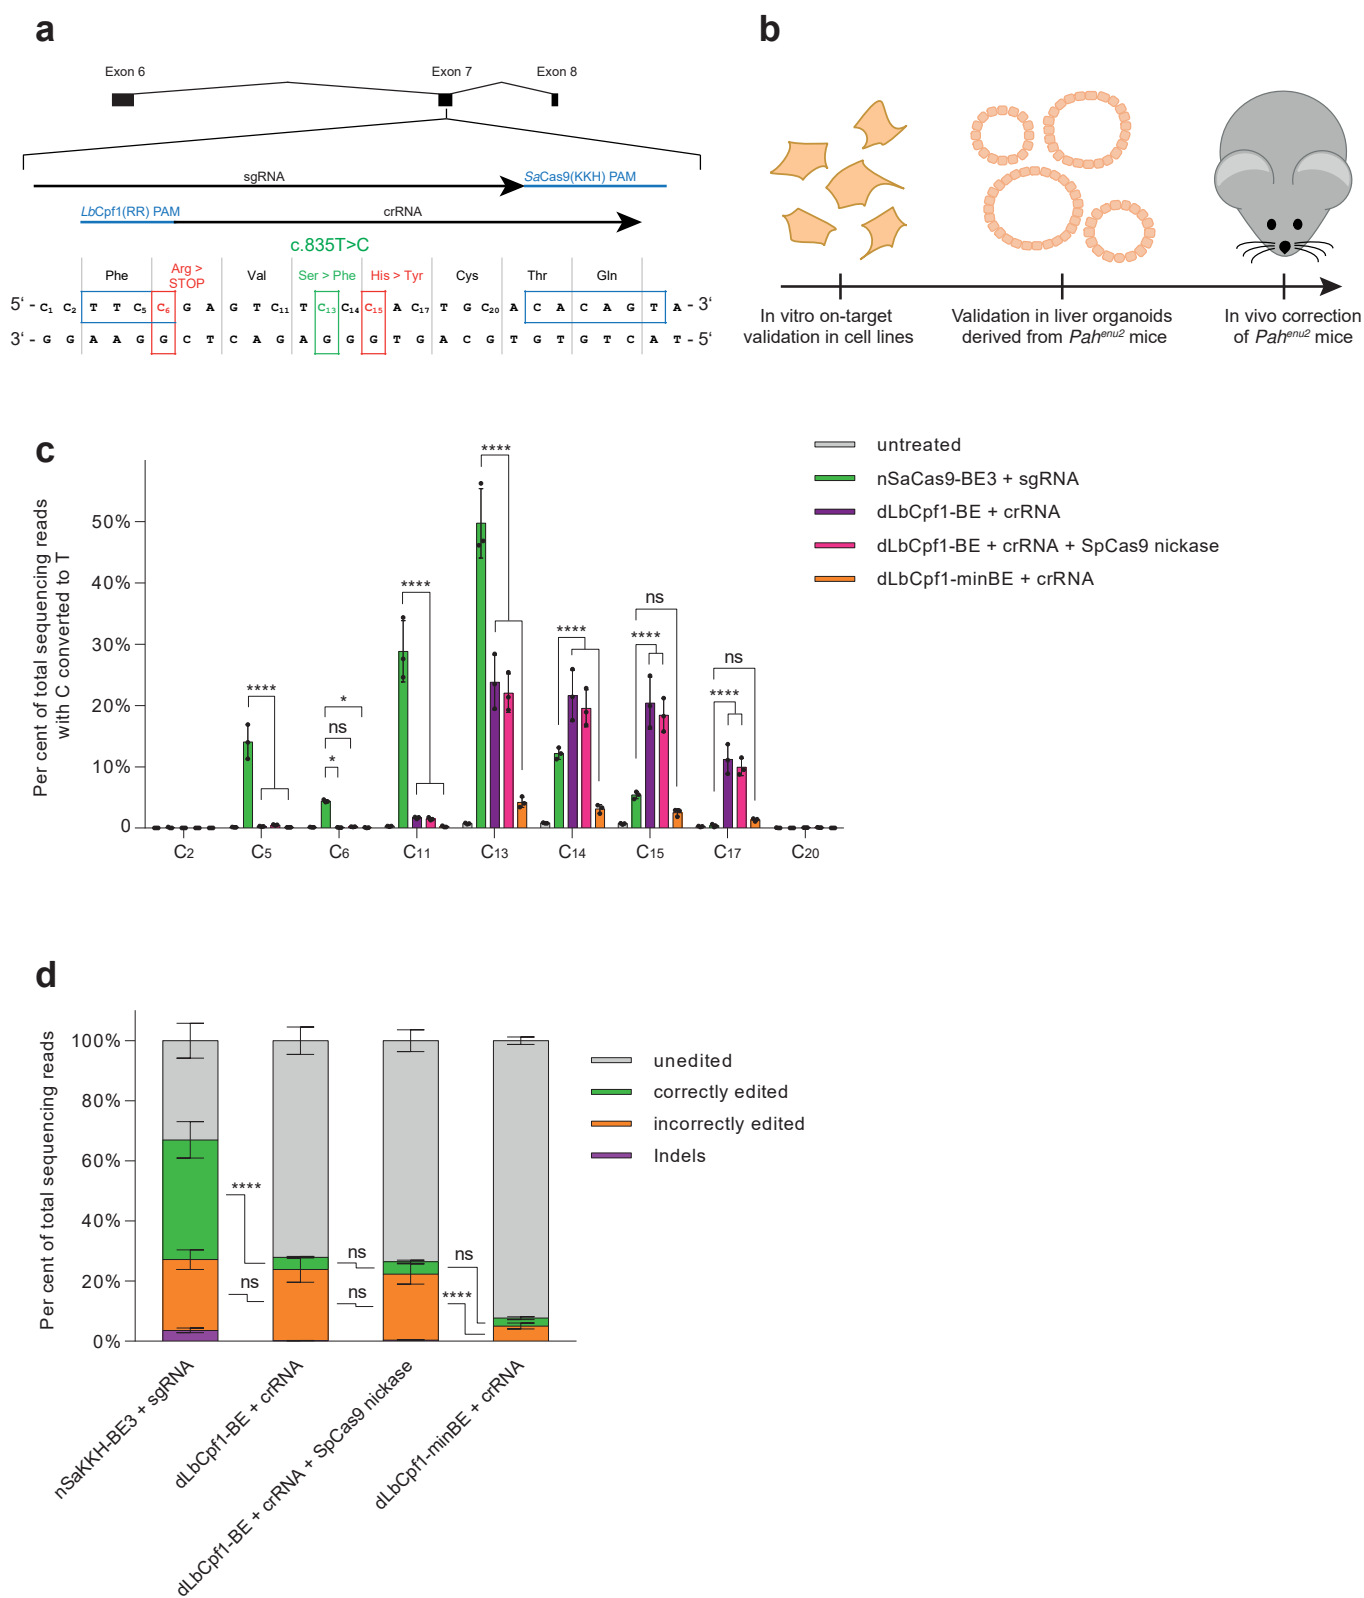 a
Exon 6
Exon 7
Exon 8
sgRNA
SaCas9(KKH) PAM
LbCpf1(RR) PAM
crRNA
c.835T>C
Phe
Arg >
STOP
Val
Ser > Phe
His > Tyr
Cys
Thr
Gln
5‘ - C1 C2 T T C5 C6 G A G T C11 T C13 C14 C15 A C17 T G C20 A C A C A G T A - 3‘
3‘ - G G A A G G C T C A G A G G G T G A C G T G T G T C A T - 5‘
b
In vitro on-target
validation in cell lines
Validation in liver organoids
derived from Pahenu2 mice
In vivo correction
of Pahenu2 mice
c
Per cent of total sequencing reads
with C converted to T
50%
40%
30%
20%
10%
0
****
*
ns
*
****
****
****
ns
****
ns
****
C2
C5
C6
C11
C13
C14
C15
C17
C20
untreated
nSaCas9-BE3 + sgRNA
dLbCpf1-BE + crRNA
dLbCpf1-BE + crRNA + SpCas9 nickase
dLbCpf1-minBE + crRNA
d
Per cent of total sequencing reads
100%
80%
60%
40%
20%
0%
****
ns
ns
ns
ns
****
nSaKKH-BE3 + sgRNA
dLbCpf1-BE + crRNA
dLbCpf1-BE + crRNA + SpCas9 nickase
dLbCpf1-minBE + crRNA
unedited
correctly edited
incorrectly edited
Indels